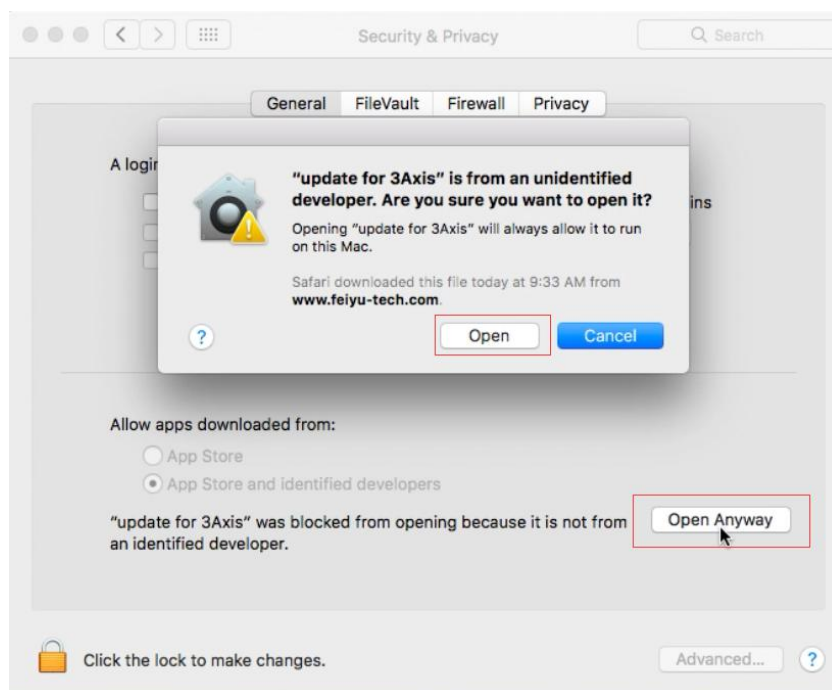 Security & Privacy
Search
General FileVault Firewall Privacy
A login
ins
“update for 3Axis” is from an unidentified
developer. Are you sure you want to open it?
Opening “update for 3Axis” will always allow it to run
on this Mac.
Safari downloaded this file today at 9:33 AM from
www.feiyu-tech.com.
?
Open
Cancel
Allow apps downloaded from:
App Store
App Store and identified developers
“update for 3Axis” was blocked from opening because it is not from
an identified developer.
Open Anyway
Click the lock to make changes.
Advanced...
?